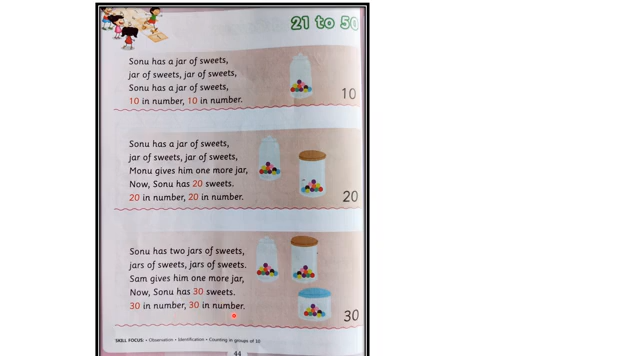 21 to 50
Sonu has a jar of sweets,
jar of sweets, jar of sweets,
Sonu has a jar of sweets,
10 in number, 10 in number.
10
Sonu has a jar of sweets,
jar of sweets, jar of sweets,
Monu gives him one more jar,
Now, Sonu has 20 sweets.
20 in number, 20 in number.
20
Sonu has two jars of sweets,
jars of sweets, jars of sweets.
Sam gives him one more jar,
Now, Sonu has 30 sweets.
30 in number, 30 in number.
30
SKILL FOCUS: • Observation • Identification • Counting in groups of 10
44